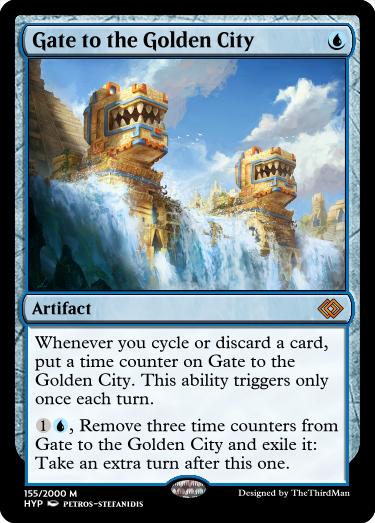 Gate to the Golden City
Artifact
Whenever you cycle or discard a card,
put a time counter on Gate to the
Golden City. This ability triggers only
once each turn.
1, Remove three time counters from
Gate to the Golden City and exile it:
Take an extra turn after this one.
155/2000 M
HYP PETROS-STEFANIDIS
Designed by TheThirdMan